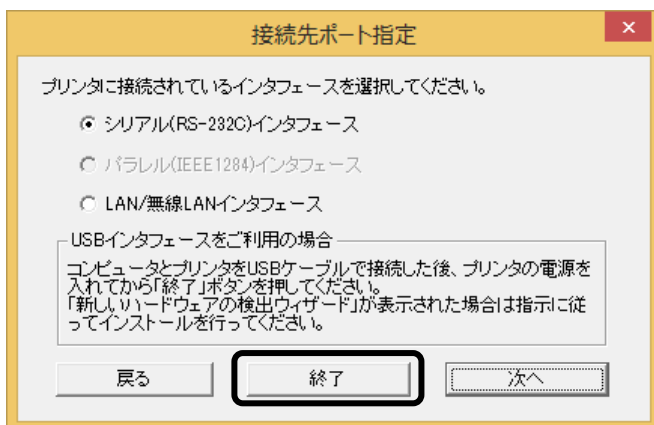 接続先ポート指定
プリンタに接続されているインタフェースを選択してください。
シリアル(RS-232C)インタフェース
パラレル(IEEE1284)インタフェース
LAN/無線LANインタフェース
USBインタフェースをご利用の場合
コンピュータとプリンタをUSBケーブルで接続した後、プリンタの電源を
入れてから「終了」ボタンを押してください。
「新しいハードウェアの検出ウィザード」が表示された場合は指示に従
ってインストールを行ってください。
戻る
終了
次へ